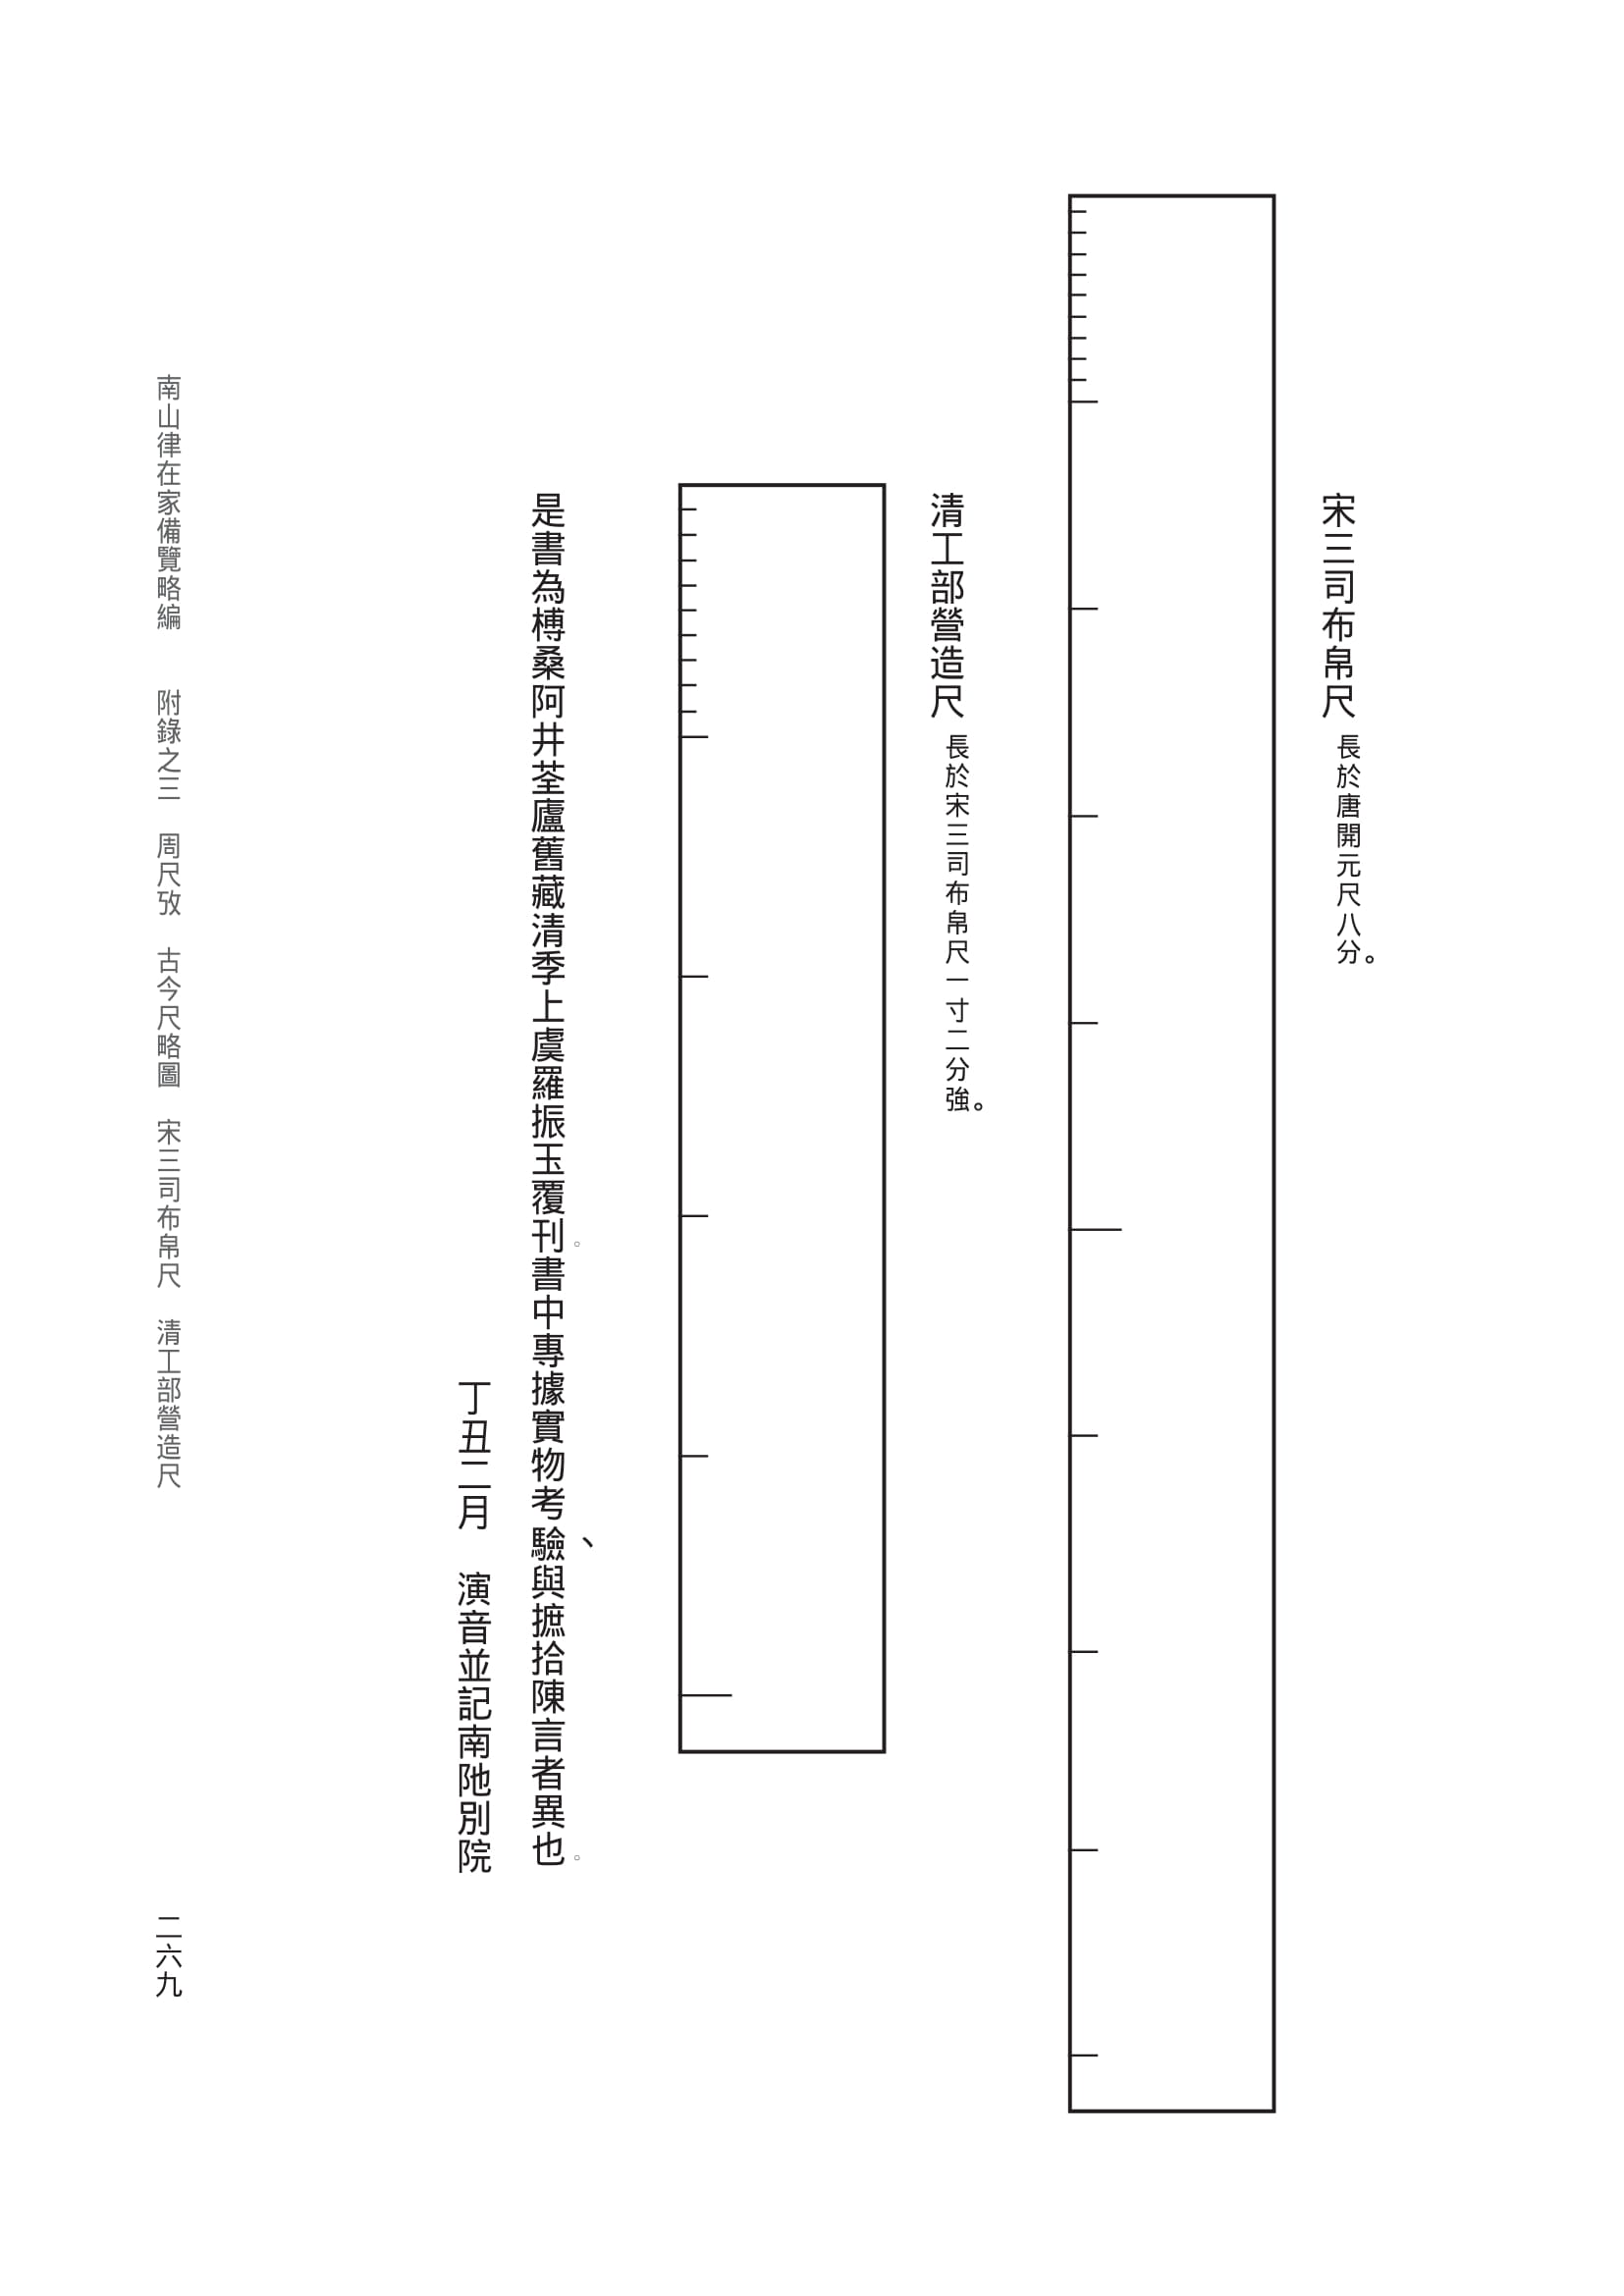 宋三司布帛尺 長於唐開元尺八分。
清工部營造尺 長於宋三司布帛尺一寸二分強。
是書為榑桑阿井荃廬舊藏清季上虞羅振玉覆刊。書中專據實物考驗、與摭拾陳言者異也。
丁丑二月 演音並記南阤別院
南山律在家備覽略編 附錄之三 周尺攷 古今尺略圖 宋三司布帛尺 清工部營造尺
二六九